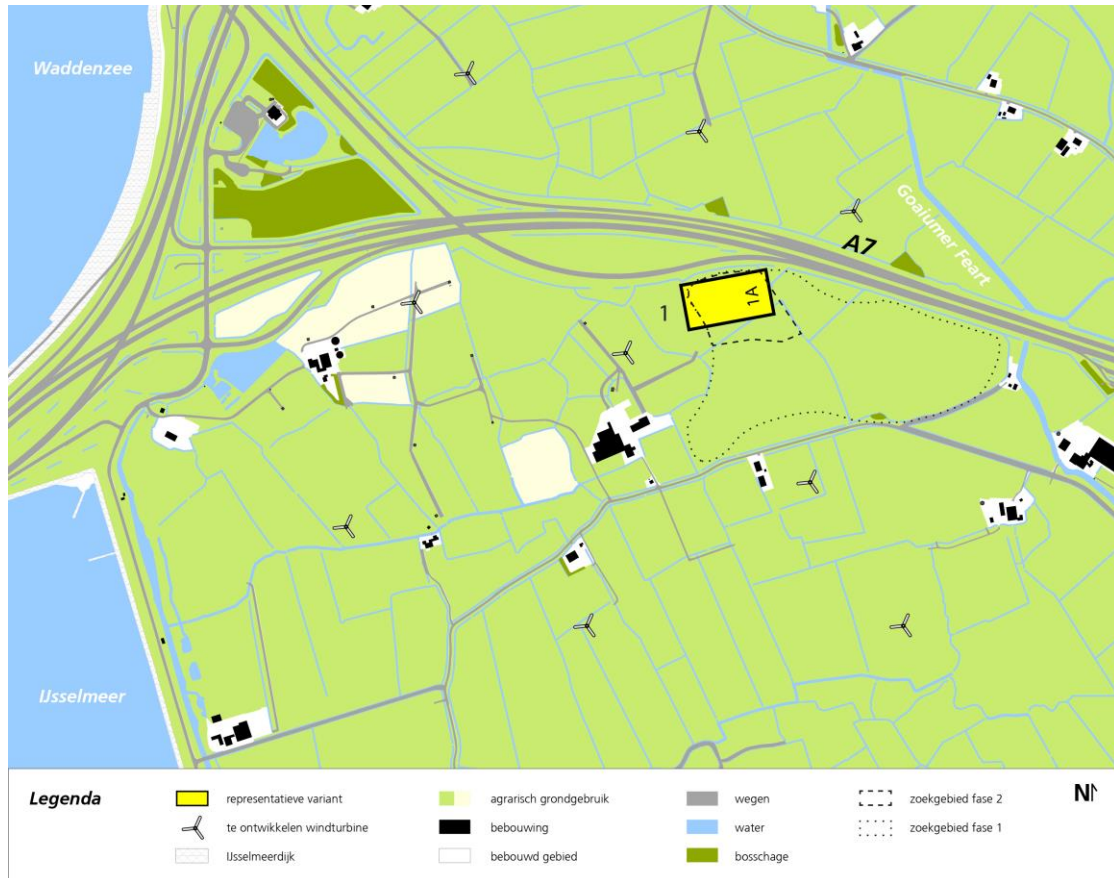 Waddenzee
A7
Goaiumer Feart
1
1A
IJsselmeer
Legenda
representatieve variant
te ontwikkelen windturbine
IJsselmeerdijk
agrarisch grondgebruik
bebouwing
bebouwd gebied
wegen
water
bosschage
zoekgebied fase 2
zoekgebied fase 1
N